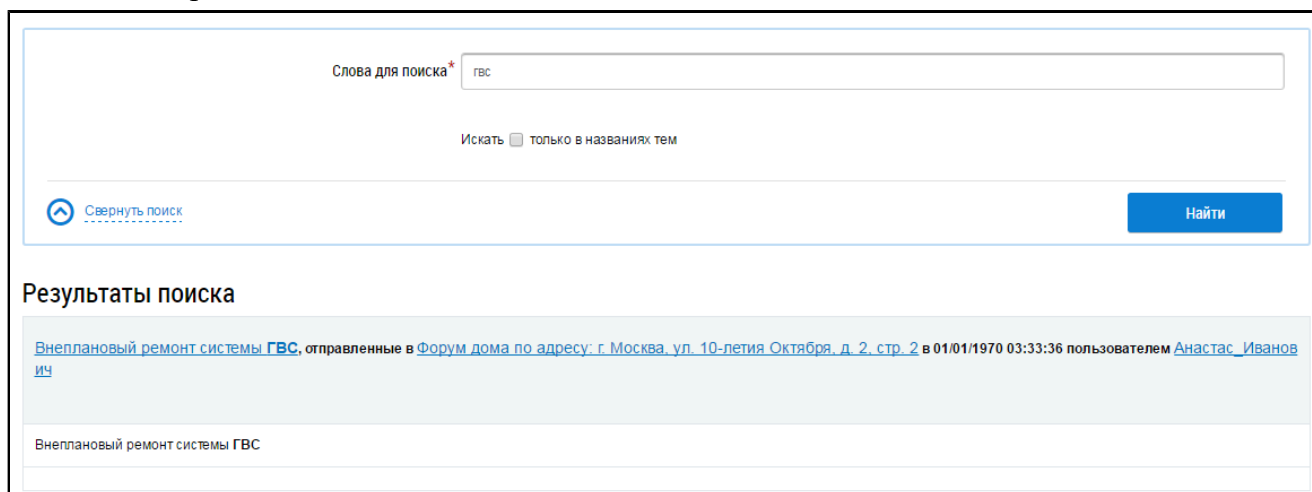 Слова для поиска* гвс
Искать только в названиях тем
Свернуть поиск Найти
Результаты поиска
Внеплановый ремонт системы ГВС, отправленные в Форум дома по адресу: г. Москва, ул. 10-летия Октября, д. 2, стр. 2 в 01/01/1970 03:33:36 пользователем Анастас_Иванов
ич
Внеплановый ремонт системы ГВС